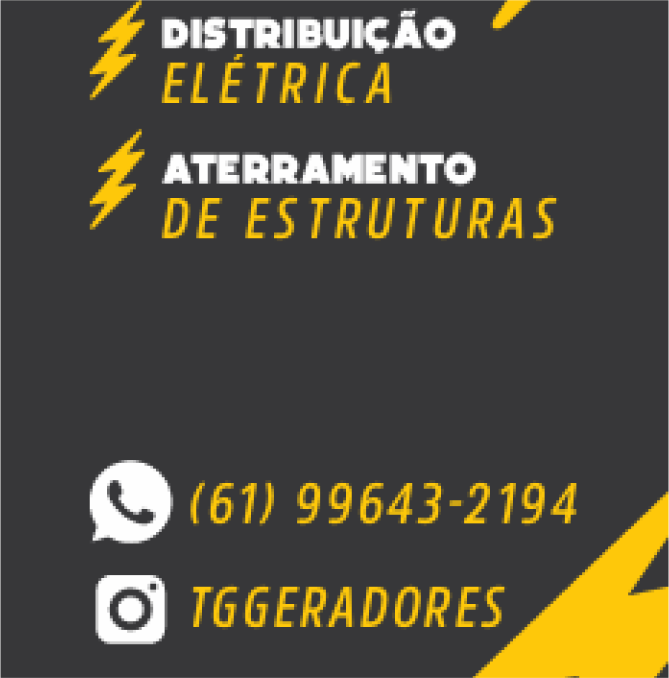 DISTRIBUIÇÃO
ELÉTRICA
ATERRAMENTO
DE ESTRUTURAS
(61) 99643-2194
TGGERADORES